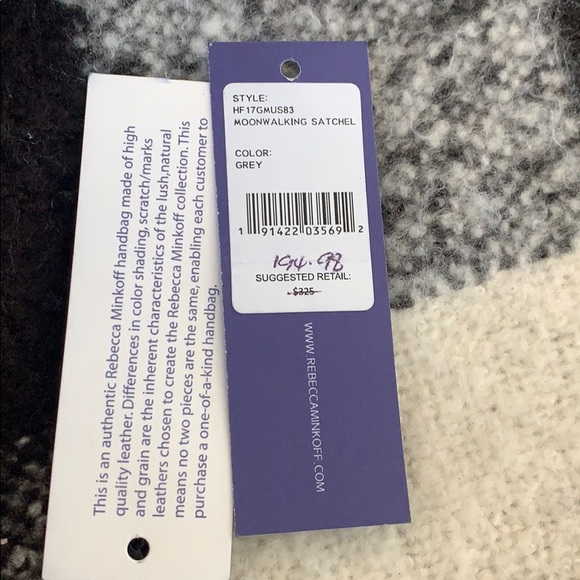 This is an authentic Rebecca Minkoff handbag made of high
quality leather. Differences in color shading, scratch/marks
and grain are the inherent characteristics of the lush,natural
leathers chosen to create the Rebecca Minkoff collection. This
means no two pieces are the same, enabling each customer to
purchase a one-of-a-kind handbag.
STYLE:
HF17GMUS83
MOONWALKING SATCHEL
COLOR:
GREY
1 91422 03569 2
194.98
SUGGESTED RETAIL:
$325
WWW.REBECCAMINKOFF.COM